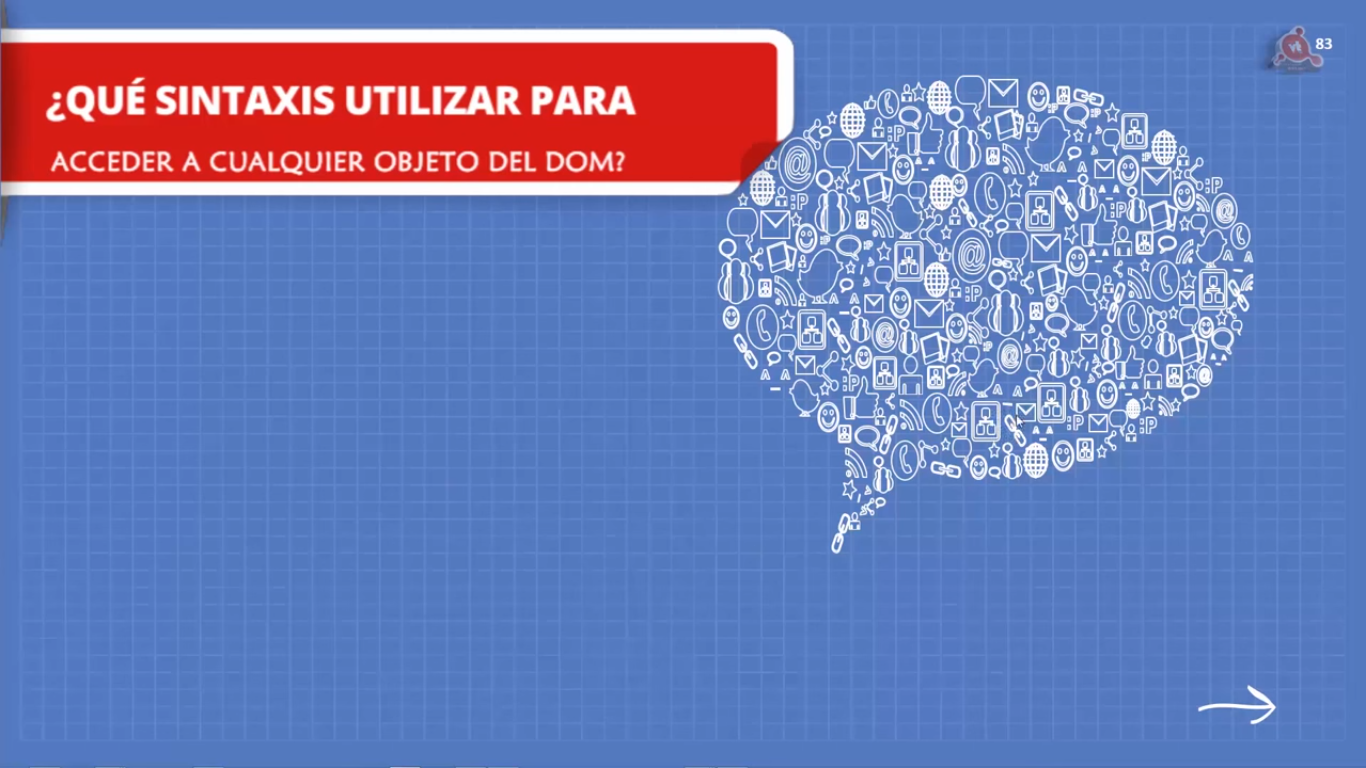 ¿QUÉ SINTAXIS UTILIZAR PARA
ACCEDER A CUALQUIER OBJETO DEL DOM?
83